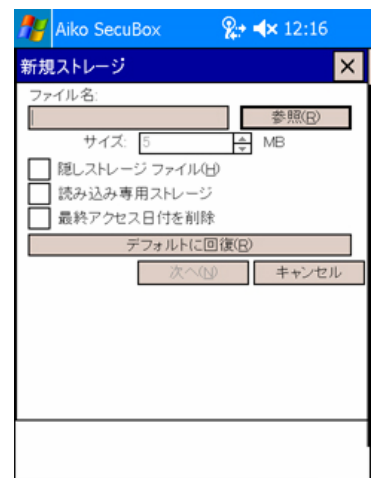 Aiko SecuBox 12:16
新規ストレージ
ファイル名:
参照(R)
サイズ: 5 MB
隠しストレージ ファイル(H)
読み込み専用ストレージ
最終アクセス日付を削除
デフォルトに回復(R)
次へ(N) キャンセル